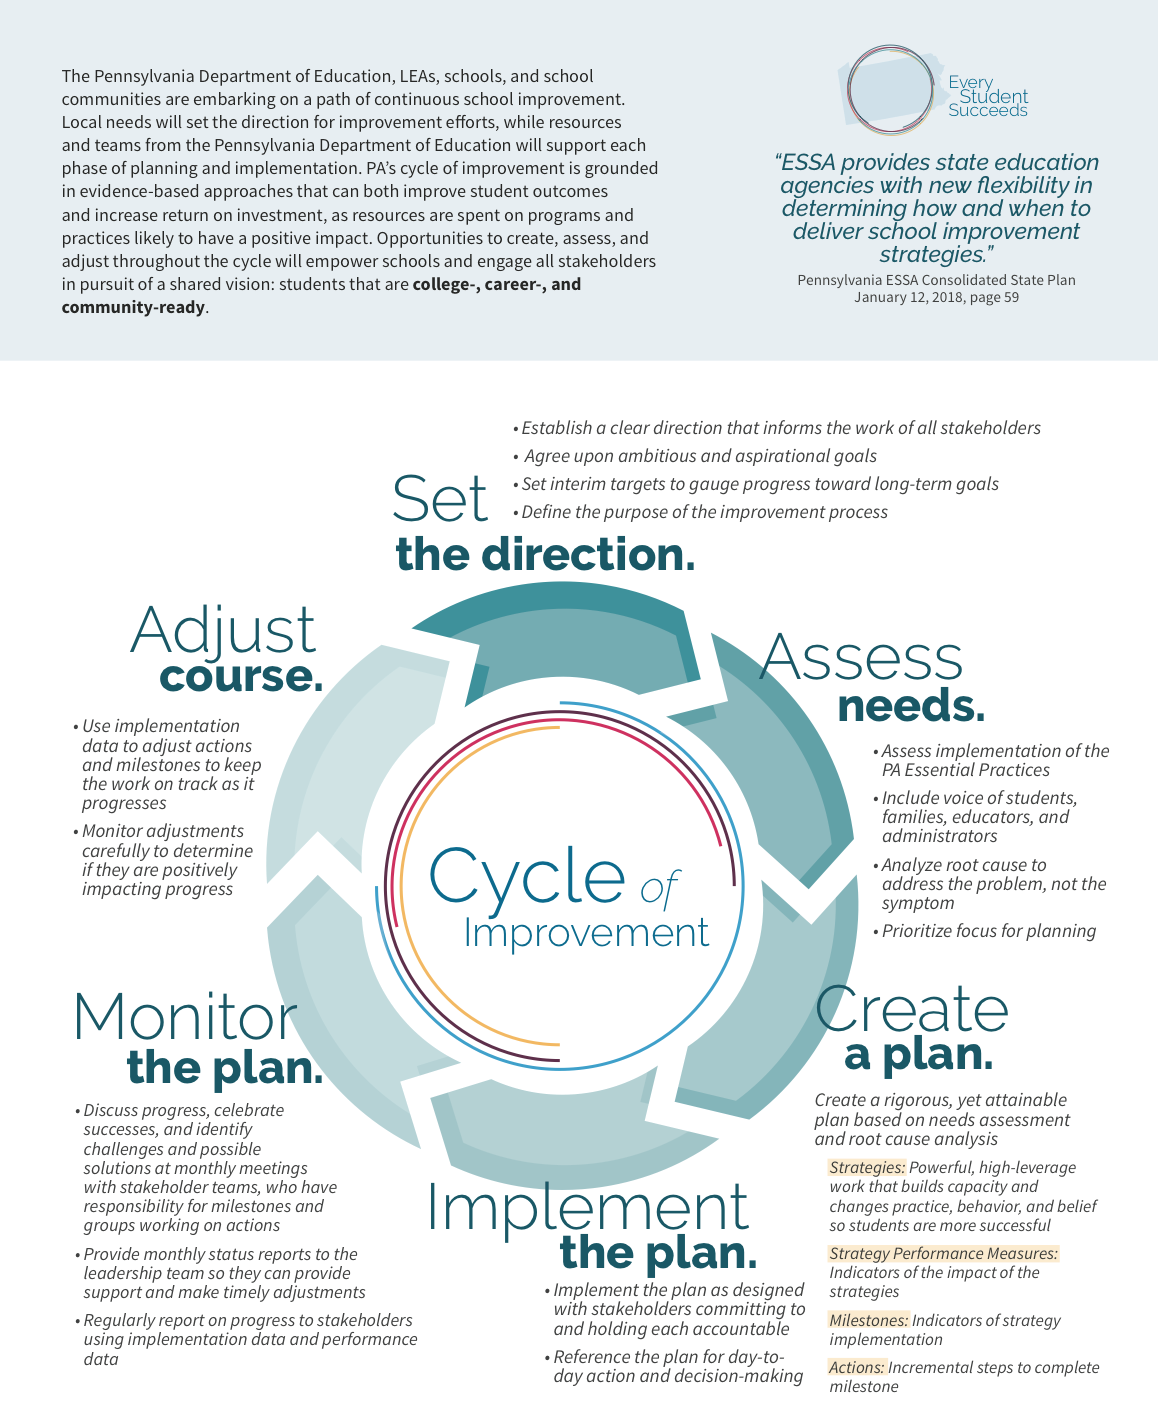 The Pennsylvania Department of Education, LEAs, schools, and school
communities are embarking on a path of continuous school improvement.
Local needs will set the direction for improvement efforts, while resources
and teams from the Pennsylvania Department of Education will support each
phase of planning and implementation. PA’s cycle of improvement is grounded
in evidence-based approaches that can both improve student outcomes
and increase return on investment, as resources are spent on programs and
practices likely to have a positive impact. Opportunities to create, assess, and
adjust throughout the cycle will empower schools and engage all stakeholders
in pursuit of a shared vision: students that are college-, career-, and
community-ready.
Every
Student
Succeeds
“ESSA provides state education
agencies with new flexibility in
determining how and when to
deliver school improvement
strategies.”
Pennsylvania ESSA Consolidated State Plan
January 12, 2018, page 59
Set
the direction.
• Establish a clear direction that informs the work of all stakeholders
• Agree upon ambitious and aspirational goals
• Set interim targets to gauge progress toward long-term goals
• Define the purpose of the improvement process
Assess
needs.
• Assess implementation of the
PA Essential Practices
• Include voice of students,
families, educators, and
administrators
• Analyze root cause to
address the problem, not the
symptom
• Prioritize focus for planning
Create
a plan.
Create a rigorous, yet attainable
plan based on needs assessment
and root cause analysis
Strategies: Powerful, high-leverage
work that builds capacity and
changes practice, behavior, and belief
so students are more successful
Strategy Performance Measures:
Indicators of the impact of the
strategies
Milestones: Indicators of strategy
implementation
Actions: Incremental steps to complete
milestone
Implement
the plan.
• Implement the plan as designed
with stakeholders committing to
and holding each accountable
• Reference the plan for day-to-
day action and decision-making
Monitor
the plan.
• Discuss progress, celebrate
successes, and identify
challenges and possible
solutions at monthly meetings
with stakeholder teams, who have
responsibility for milestones and
groups working on actions
• Provide monthly status reports to the
leadership team so they can provide
support and make timely adjustments
• Regularly report on progress to stakeholders
using implementation data and performance
data
Adjust
course.
• Use implementation
data to adjust actions
and milestones to keep
the work on track as it
progresses
• Monitor adjustments
carefully to determine
if they are positively
impacting progress
Cycle of
Improvement